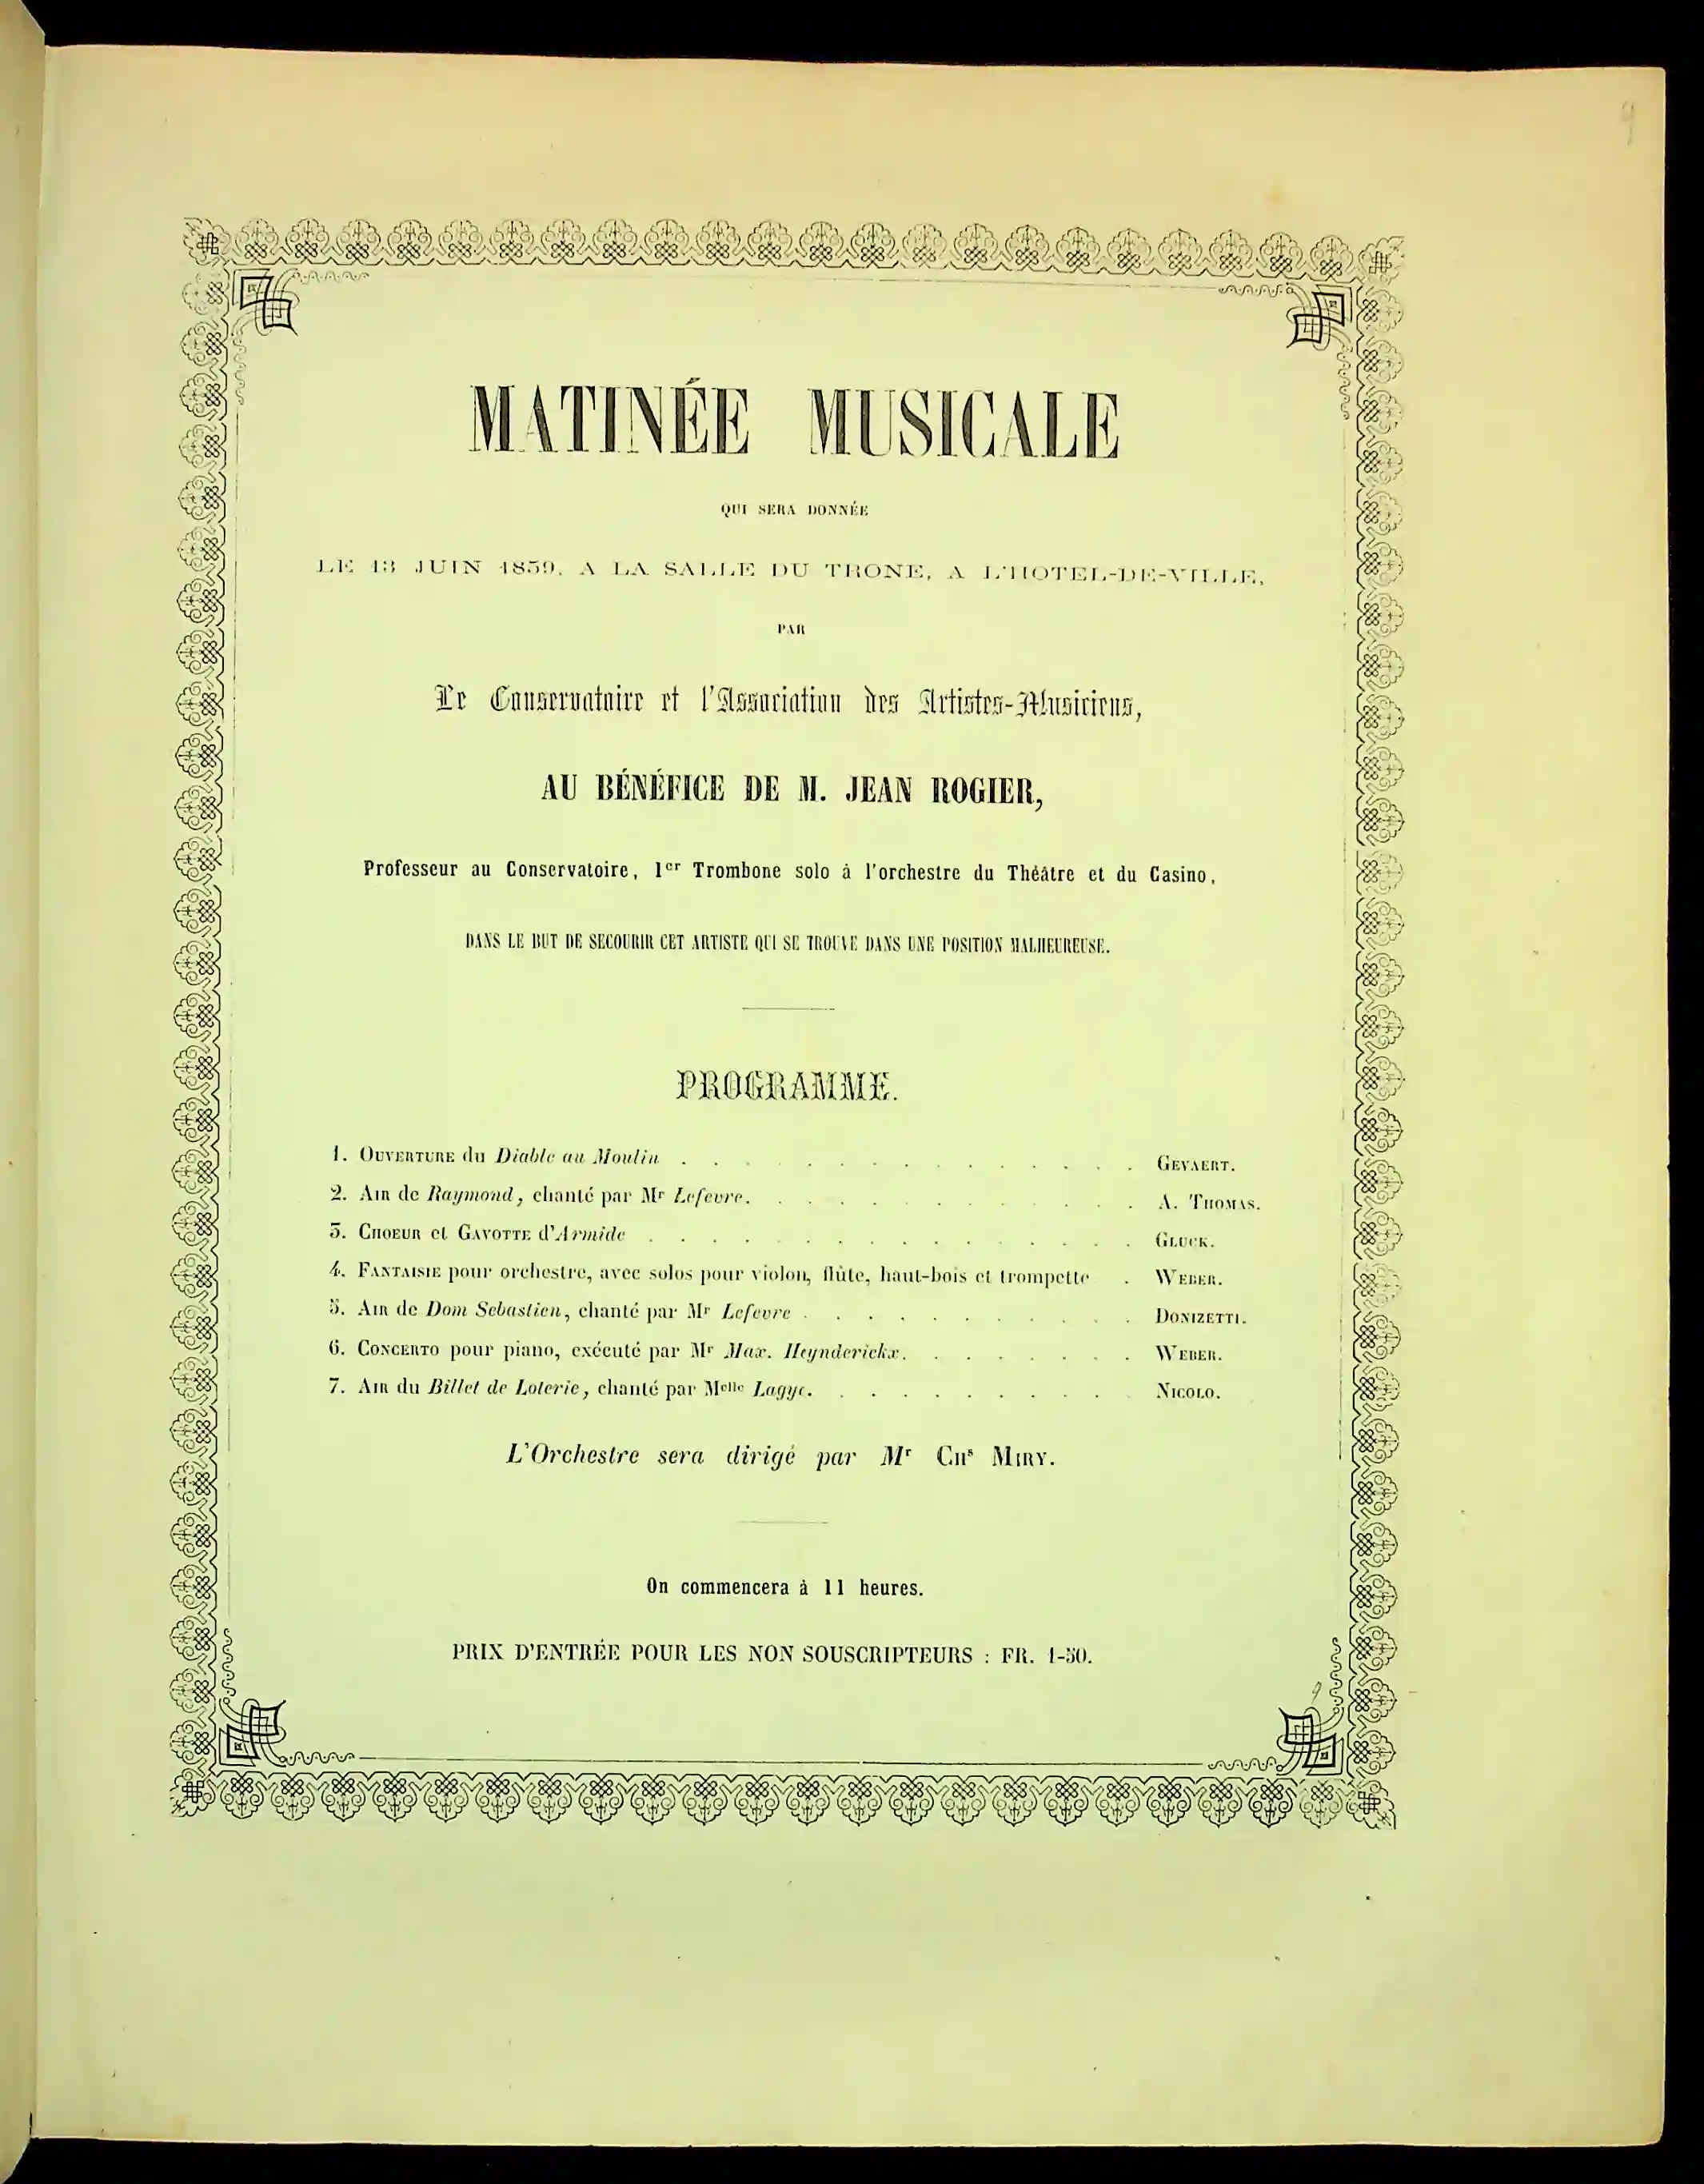 9
MATINÉE MUSICALE
QUI SERA DONNÉE
LE 13 JUIN 1859, A LA SALLE DU TRONE, A L'HOTEL-DE-VILLE,
PAR
Le Conservatoire et l'Association des Artistes-Musiciens,
AU BÉNÉFICE DE M. JEAN ROGIER,
Professeur au Conservatoire, 1er Trombone solo à l'orchestre du Théâtre et du Casino,
DANS LE BUT DE SECOURIR CET ARTISTE QUI SE TROUVE DANS UNE POSITION MALHEUREUSE.
PROGRAMME.
1. OUVERTURE du Diable au Moulin . . . . . . . . . . . . . . . GEVAERT.
2. AIR de Raymond, chanté par Mr Lefevre. . . . . . . . . . . . . A. THOMAS.
3. CHOEUR et GAVOTTE d'Armide . . . . . . . . . . . . . . . . GLUCK.
4. FANTAISIE pour orchestre, avec solos pour violon, flûte, haut-bois et trompette . WEBER.
5. AIR de Dom Sebastien, chanté par Mr Lefevre . . . . . . . . . . . DONIZETTI.
6. CONCERTO pour piano, exécuté par Mr Max. Heynderickx. . . . . . . . WEBER.
7. AIR du Billet de Loterie, chanté par Melle Lagye. . . . . . . . . . . NICOLO.
L'Orchestre sera dirigé par Mr CHs MIRY.
On commencera à 11 heures.
PRIX D'ENTRÉE POUR LES NON SOUSCRIPTEURS : FR. 1-50.
9